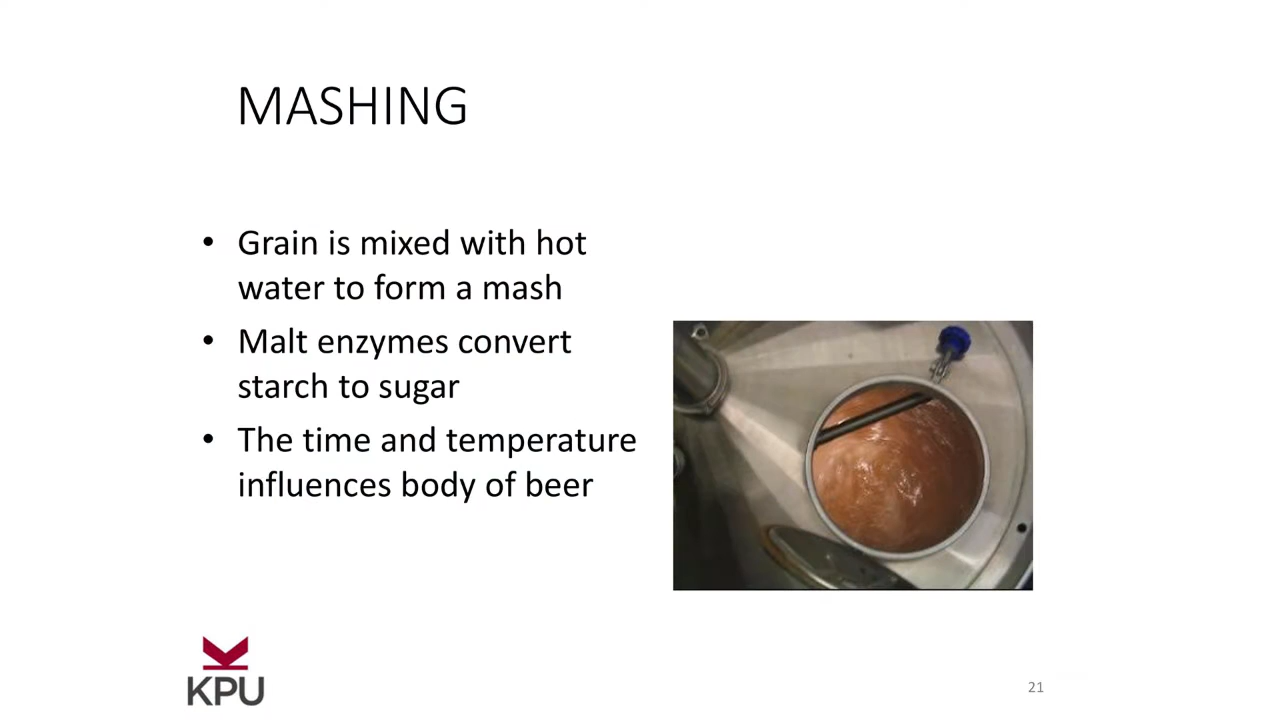 MASHING
• Grain is mixed with hot
water to form a mash
• Malt enzymes convert
starch to sugar
• The time and temperature
influences body of beer
KPU
21